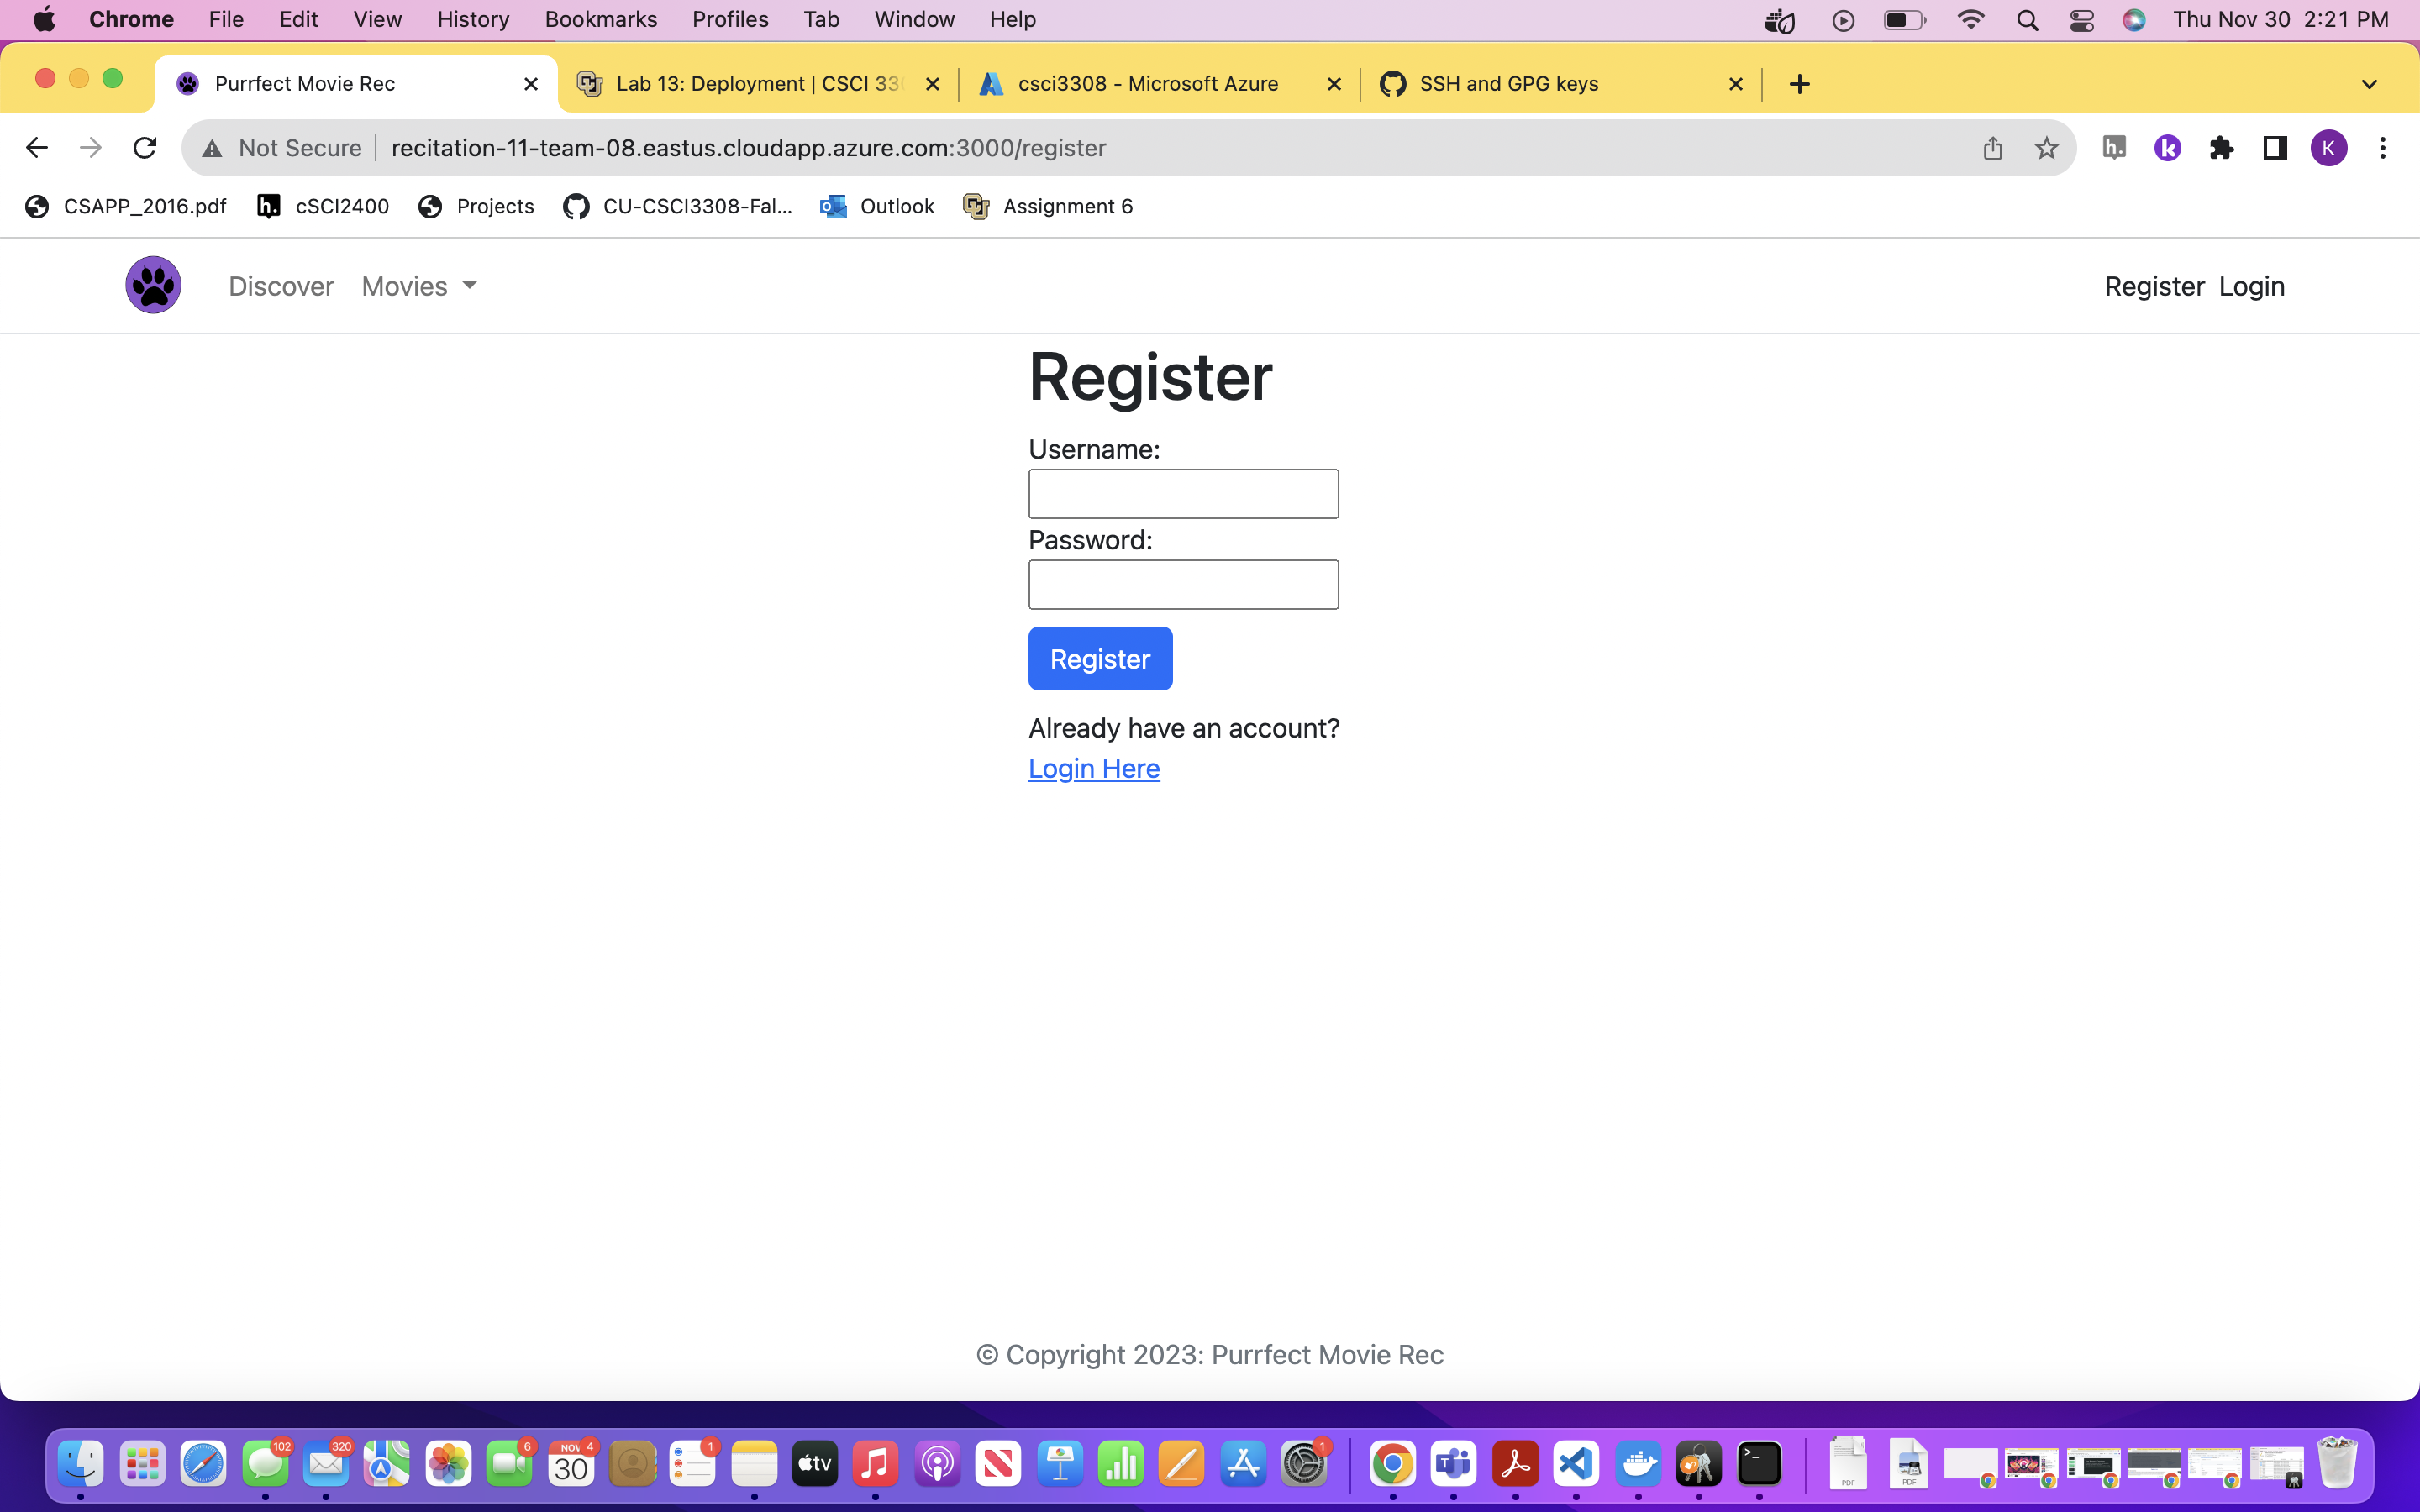 Chrome File Edit View History Bookmarks Profiles Tab Window Help Thu Nov 30 2:21 PM
Purrfect Movie Rec Lab 13: Deployment | CSCI 33 csci3308 - Microsoft Azure SSH and GPG keys
Not Secure recitation-11-team-08.eastus.cloudapp.azure.com:3000/register h. k K
CSAPP_2016.pdf h. cSCI2400 Projects CU-CSCI3308-Fal... Outlook Assignment 6
Discover Movies Register Login
Register
Username:
Password:
Register
Already have an account?
Login Here
© Copyright 2023: Purrfect Movie Rec
102 320 6 NOV 4 1 1
30 tv
PDF PDF